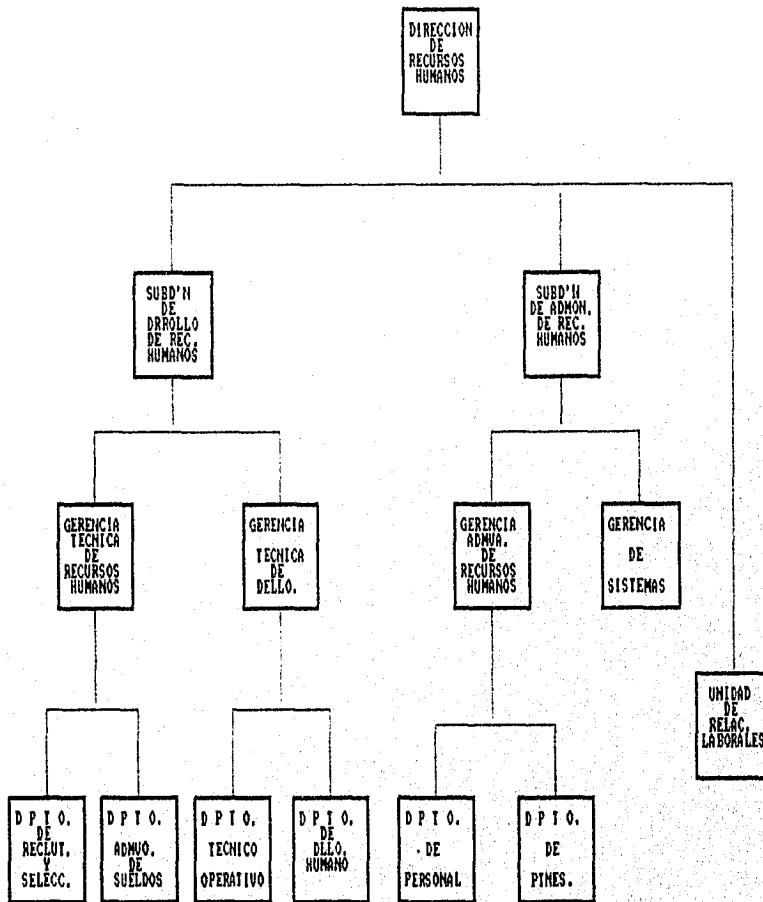 DIRECCION
DE
RECURSOS
HUMANOS
SUBD'N
DE
DRROLLO
DE REC.
HUMANOS
SUBD'N
DE ADMON.
DE REC.
HUMANOS
GERENCIA
TECNICA
DE
RECURSOS
HUMANOS
GERENCIA
TECNICA
DE
DELLO.
GERENCIA
ADMVA.
DE
RECURSOS
HUMANOS
GERENCIA
DE
SISTEMAS
UNIDAD
DE
RELAC.
LABORALES
D P T O.
DE
RECLUT.
Y
SELECC.
D P T O.
ADMVO.
DE
SUELDOS
D P T O.
TECNICO
OPERATIVO
D P T O.
DE
DLLO.
HUMANO
D P T O.
DE
PERSONAL
D P T O.
DE